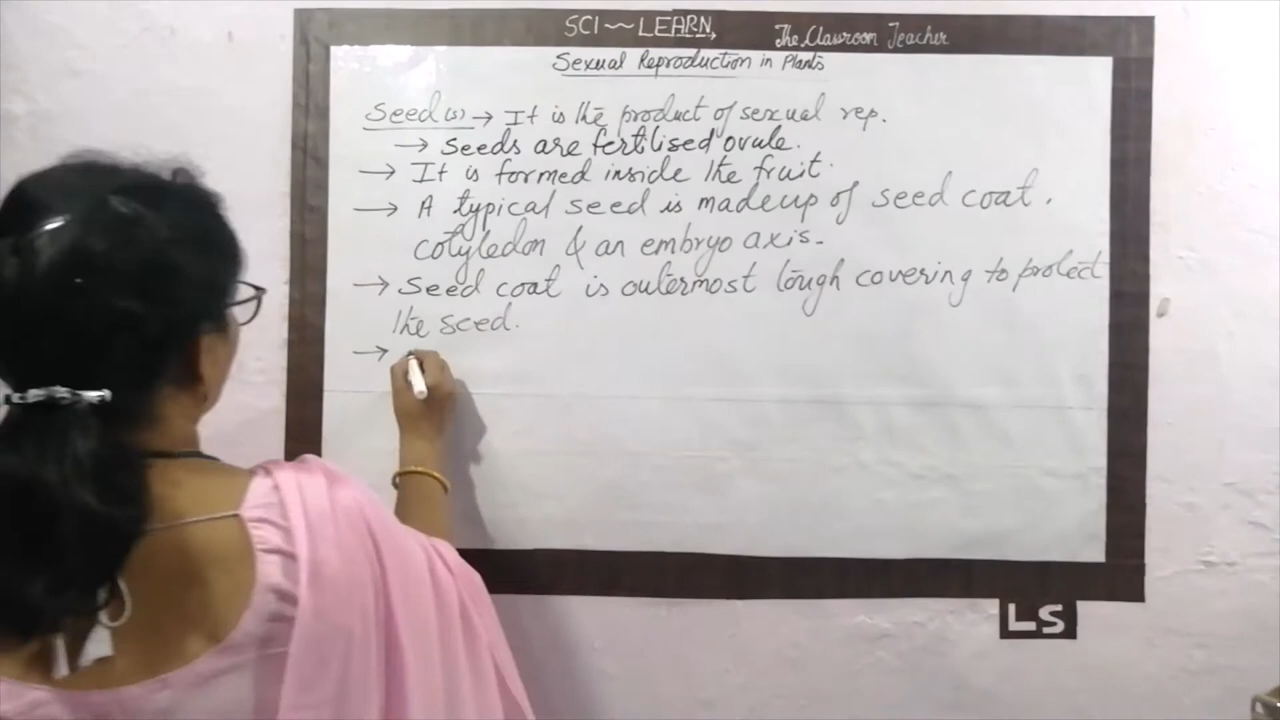 SCI~~LEARN, The Classroom Teacher
Sexual Reproduction in Plants
Seed(s) → It is the product of sexual rep.
→ Seeds are fertilised ovule.
→ It is formed inside the fruit.
→ A typical seed is madeup of seed coat,
cotyledon & an embryo axis.
→ Seed coat is outermost tough covering to protect
the seed.
→
LS